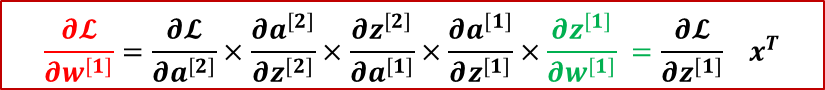 ∂ℒ/∂w^[1] = ∂ℒ/∂a^[2] × ∂a^[2]/∂z^[2] × ∂z^[2]/∂a^[1] × ∂a^[1]/∂z^[1] × ∂z^[1]/∂w^[1] = ∂ℒ/∂z^[1] x^T